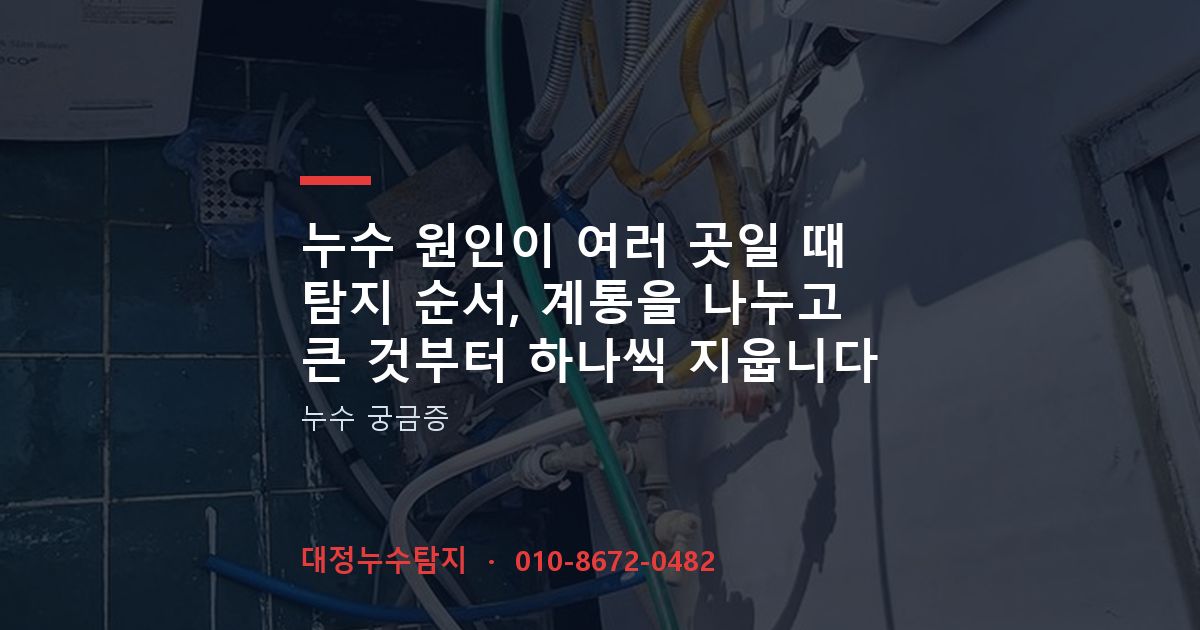 누수 원인이 여러 곳일 때
탐지 순서, 계통을 나누고
큰 것부터 하나씩 지웁니다
누수 궁금증
대정누수탐지 · 010-8672-0482